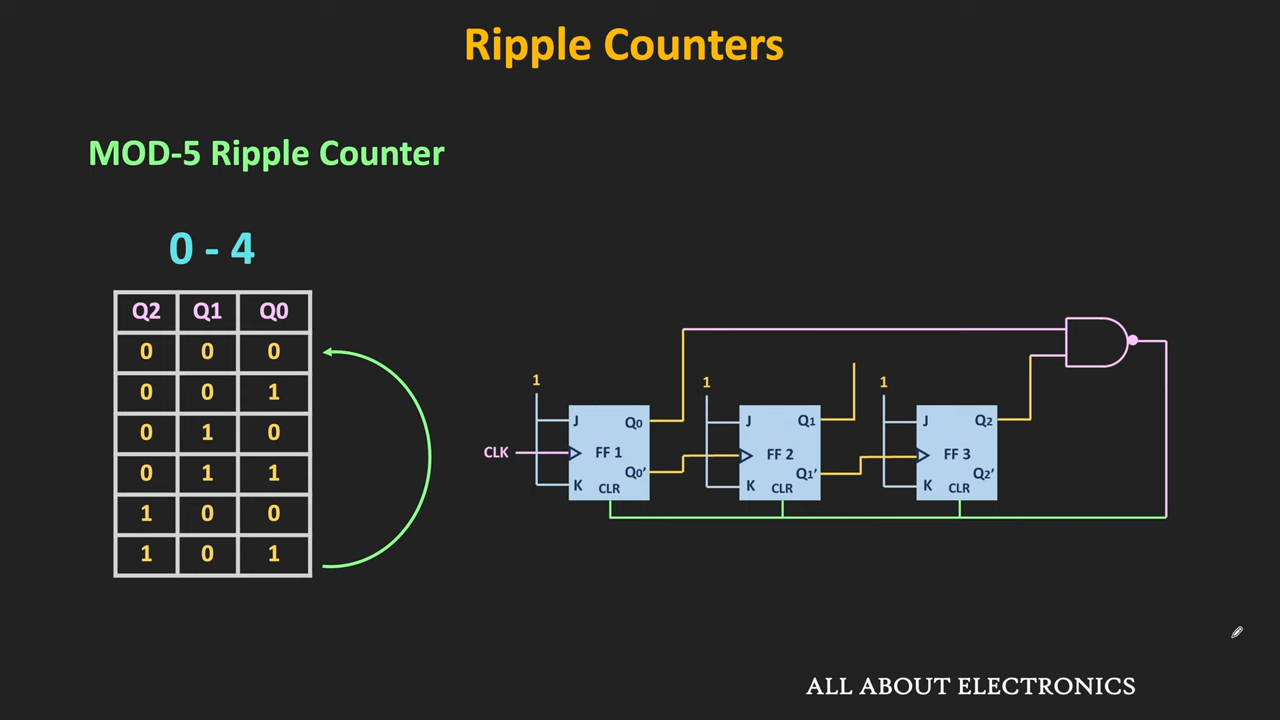 Ripple Counters
MOD-5 Ripple Counter
0 - 4
Q2 Q1 Q0
0 0 0
0 0 1
0 1 0
0 1 1
1 0 0
1 0 1
1 1 1
J Q0 J Q1 J Q2
CLK FF 1 FF 2 FF 3
K CLR Q0' K CLR Q1' K CLR Q2'
ALL ABOUT ELECTRONICS